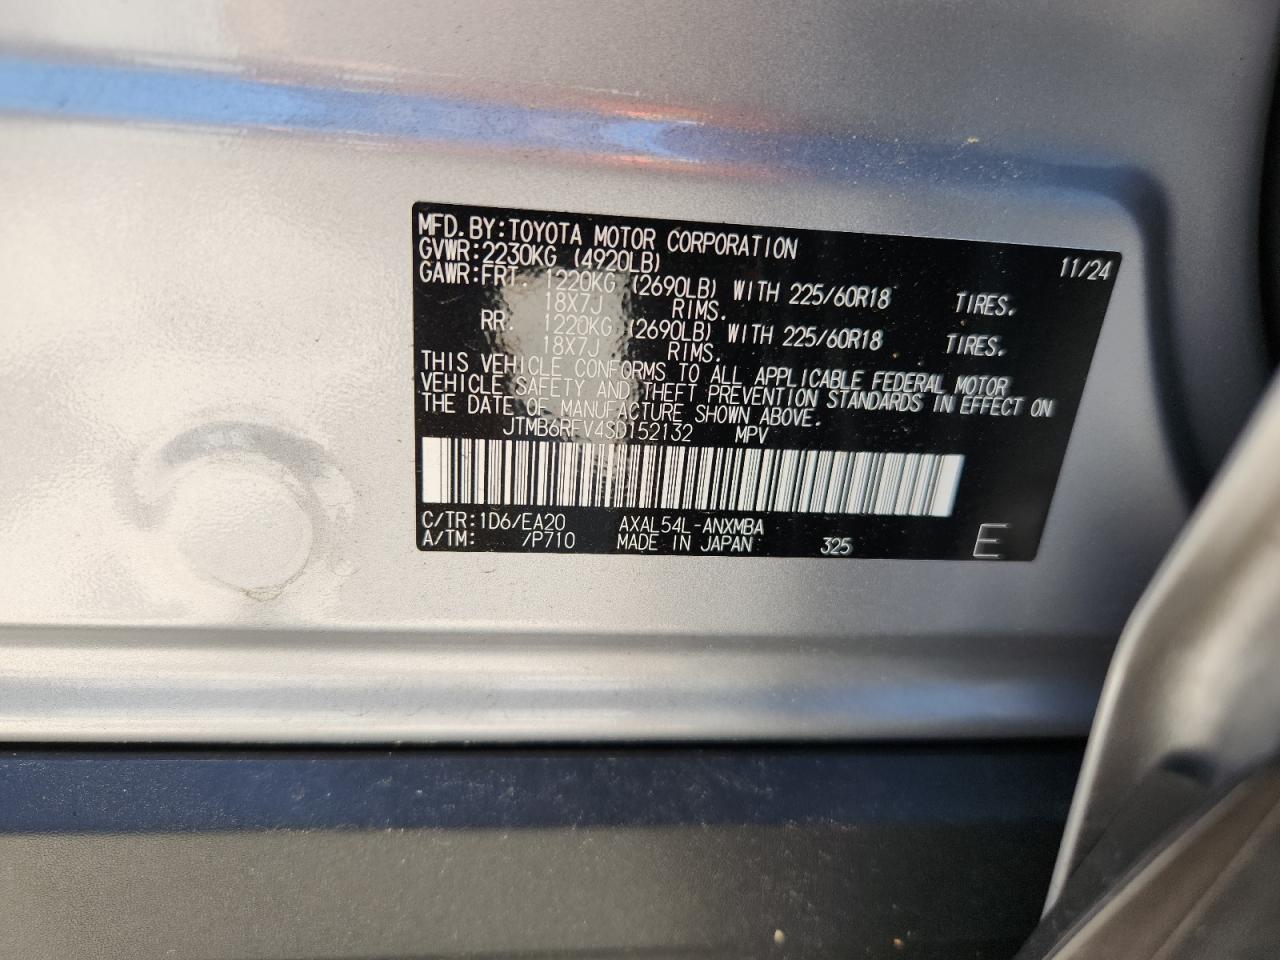 MFD.BY:TOYOTA MOTOR CORPORATION 11/24
GVWR:2230KG (4920LB)
GAWR:FRT. 1220KG (2690LB) WITH 225/60R18 TIRES.
18X7J RIMS.
RR. 1220KG (2690LB) WITH 225/60R18 TIRES.
18X7J RIMS.
THIS VEHICLE CONFORMS TO ALL APPLICABLE FEDERAL MOTOR
VEHICLE SAFETY AND THEFT PREVENTION STANDARDS IN EFFECT ON
THE DATE OF MANUFACTURE SHOWN ABOVE.
JTMB6RFV4SD152132 MPV
C/TR:1D6/EA20 AXAL54L-ANXMBA
A/TM: /P710 MADE IN JAPAN 325 E